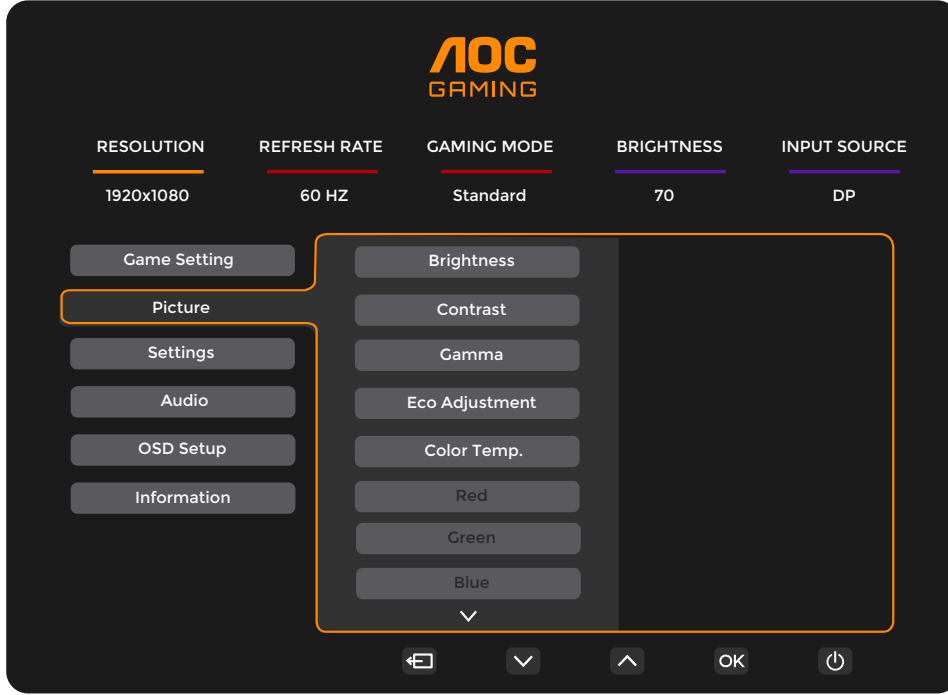 AOC
GAMING
RESOLUTION REFRESH RATE GAMING MODE BRIGHTNESS INPUT SOURCE
1920x1080 60 HZ Standard 70 DP
Game Setting
Picture
Settings
Audio
OSD Setup
Information
Brightness
Contrast
Gamma
Eco Adjustment
Color Temp.
Red
Green
Blue
OK